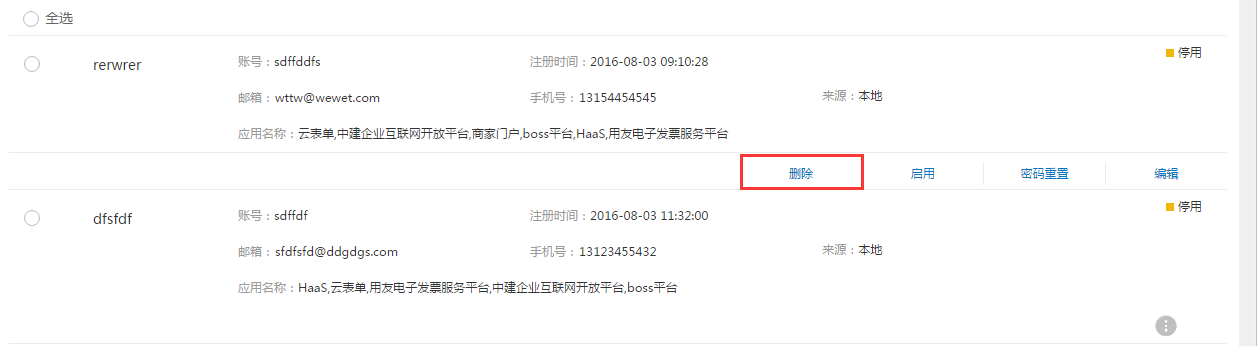 全选
rerwrer 账号：sdffddfs 注册时间：2016-08-03 09:10:28 停用
邮箱：wttw@wewet.com 手机号：13154454545 来源：本地
应用名称：云表单,中建企业互联网开放平台,商家门户,boss平台,HaaS,用友电子发票服务平台
删除 启用 密码重置 编辑
dfsfdf 账号：sdffdf 注册时间：2016-08-03 11:32:00 停用
邮箱：sfdfsfd@ddgdgs.com 手机号：13123455432 来源：本地
应用名称：HaaS,云表单,用友电子发票服务平台,中建企业互联网开放平台,boss平台